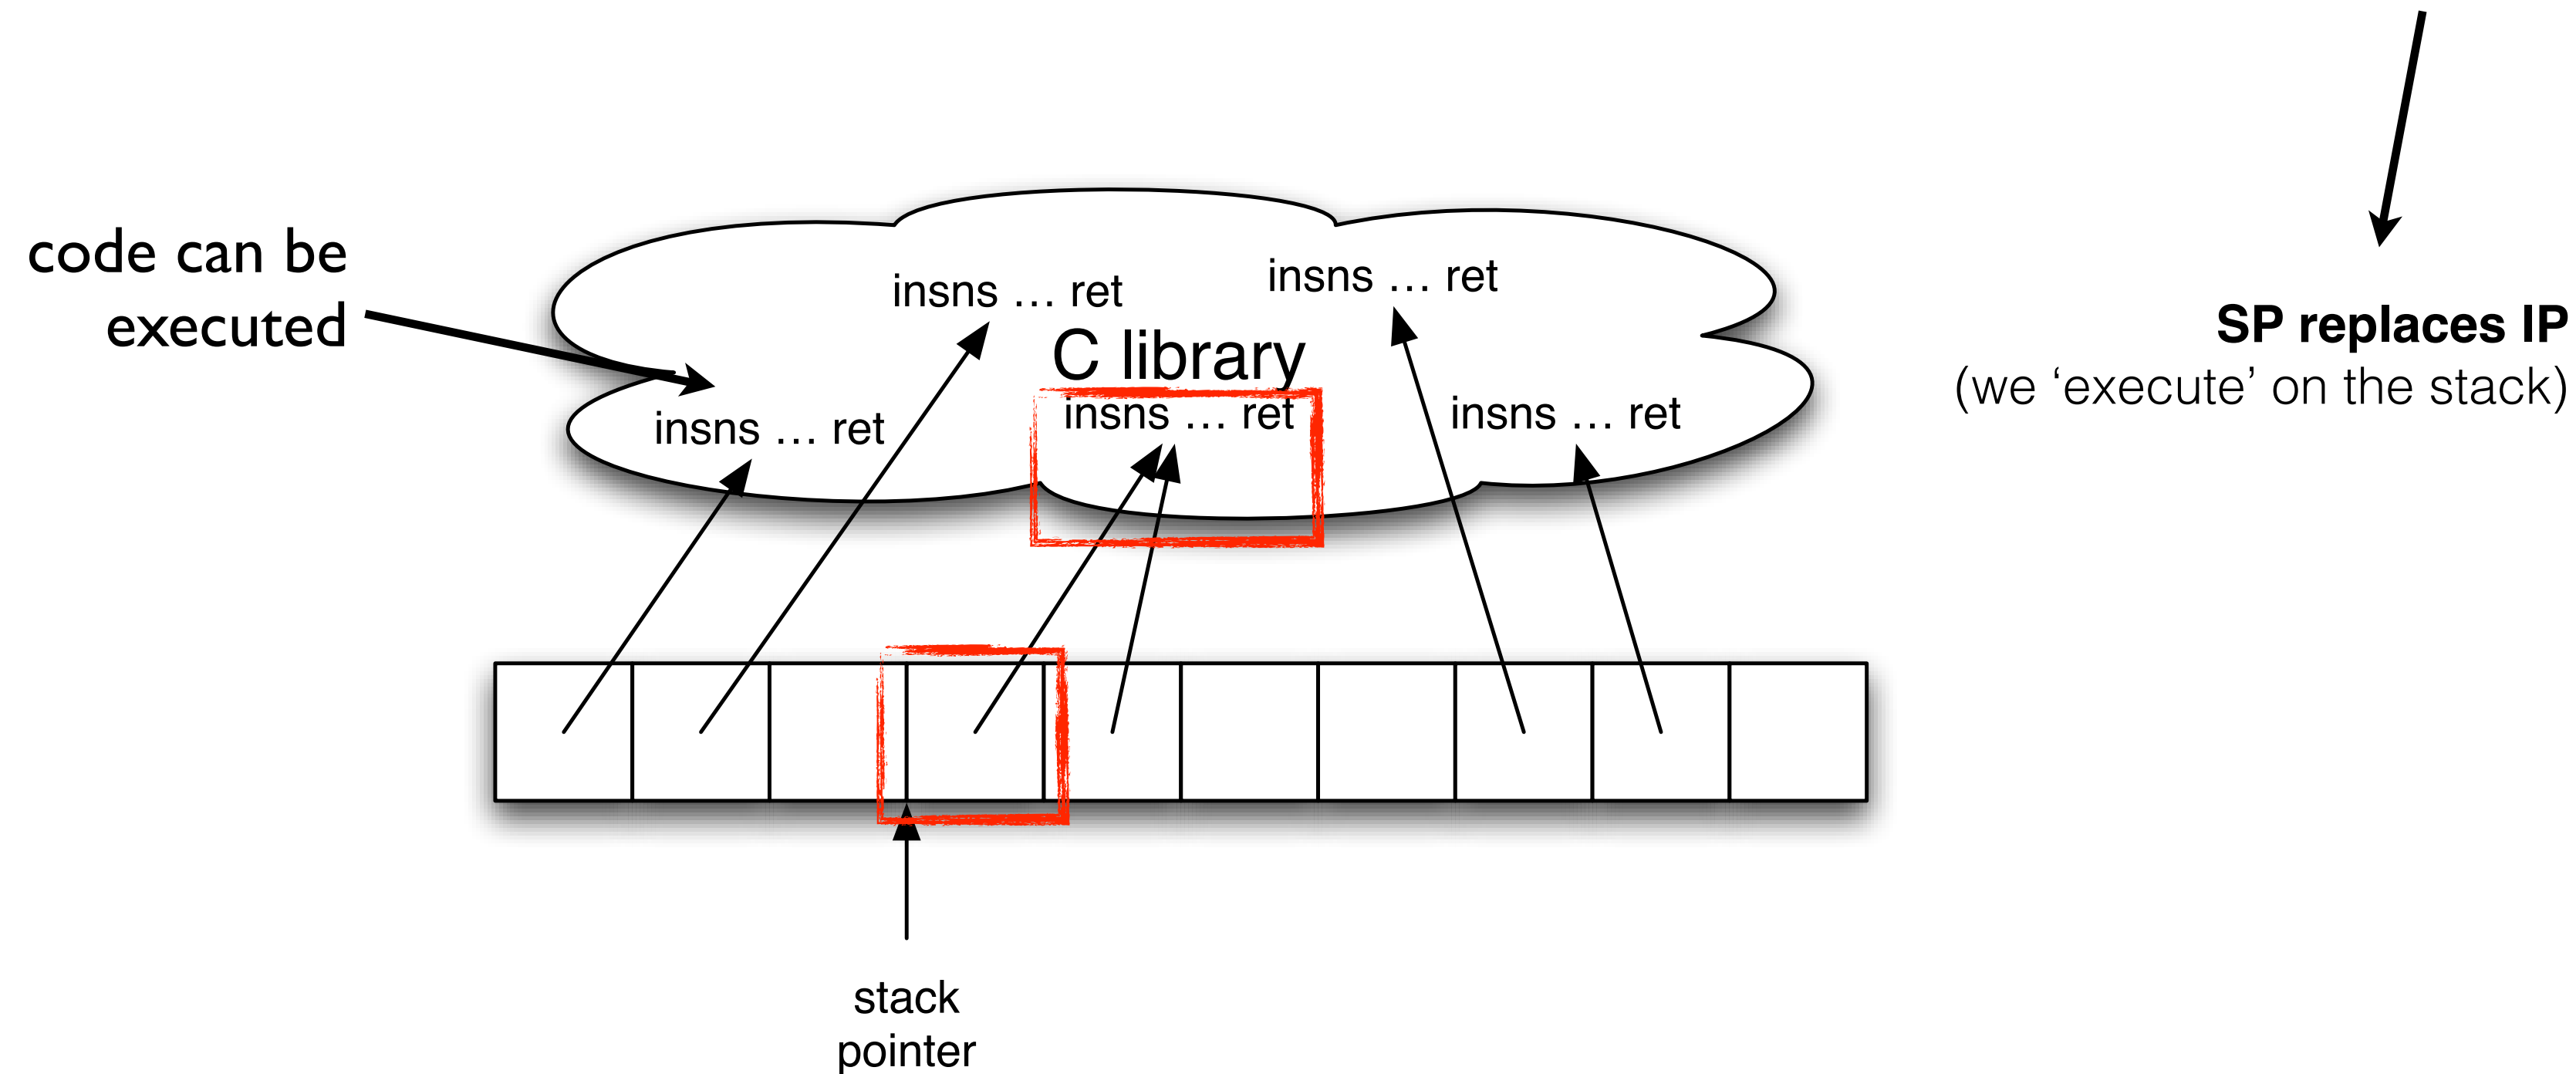 code can be
executed
insns … ret
insns … ret
C library
insns … ret
insns … ret
insns … ret
SP replaces IP
(we ‘execute’ on the stack)
stack
pointer